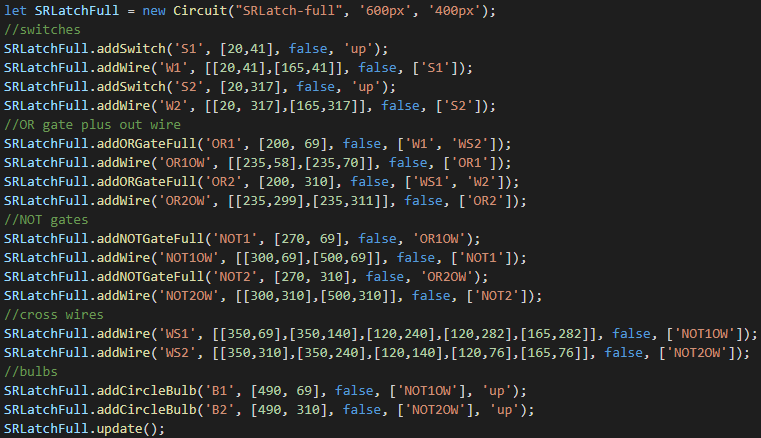 let SRLatchFull = new Circuit("SRLatch-full", '600px', '400px');
//switches
SRLatchFull.addSwitch('S1', [20,41], false, 'up');
SRLatchFull.addWire('W1', [[20,41],[165,41]], false, ['S1']);
SRLatchFull.addSwitch('S2', [20,317], false, 'up');
SRLatchFull.addWire('W2', [[20, 317],[165,317]], false, ['S2']);
//OR gate plus out wire
SRLatchFull.addORGateFull('OR1', [200, 69], false, ['W1', 'WS2']);
SRLatchFull.addWire('OR1OW', [[235,58],[235,70]], false, ['OR1']);
SRLatchFull.addORGateFull('OR2', [200, 310], false, ['WS1', 'W2']);
SRLatchFull.addWire('OR2OW', [[235,299],[235,311]], false, ['OR2']);
//NOT gates
SRLatchFull.addNOTGateFull('NOT1', [270, 69], false, 'OR1OW');
SRLatchFull.addWire('NOT1OW', [[300,69],[500,69]], false, ['NOT1']);
SRLatchFull.addNOTGateFull('NOT2', [270, 310], false, 'OR2OW');
SRLatchFull.addWire('NOT2OW', [[300,310],[500,310]], false, ['NOT2']);
//cross wires
SRLatchFull.addWire('WS1', [[350,69],[350,140],[120,240],[120,282],[165,282]], false, ['NOT1OW']);
SRLatchFull.addWire('WS2', [[350,310],[350,240],[120,140],[120,76],[165,76]], false, ['NOT2OW']);
//bulbs
SRLatchFull.addCircleBulb('B1', [490, 69], false, ['NOT1OW'], 'up');
SRLatchFull.addCircleBulb('B2', [490, 310], false, ['NOT2OW'], 'up');
SRLatchFull.update();